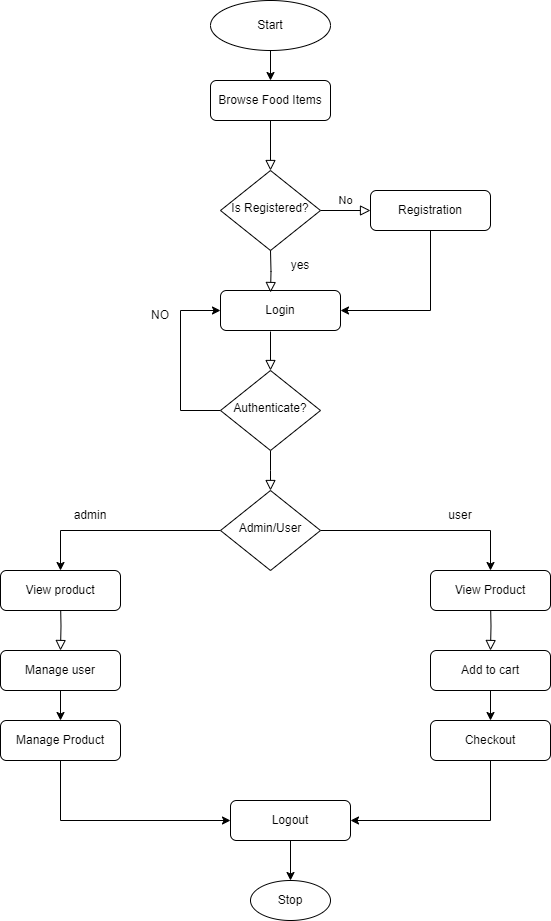 Start
Browse Food Items
Is Registered?
No
Registration
yes
Login
NO
Authenticate?
Admin/User
admin
user
View product
View Product
Manage user
Add to cart
Manage Product
Checkout
Logout
Stop